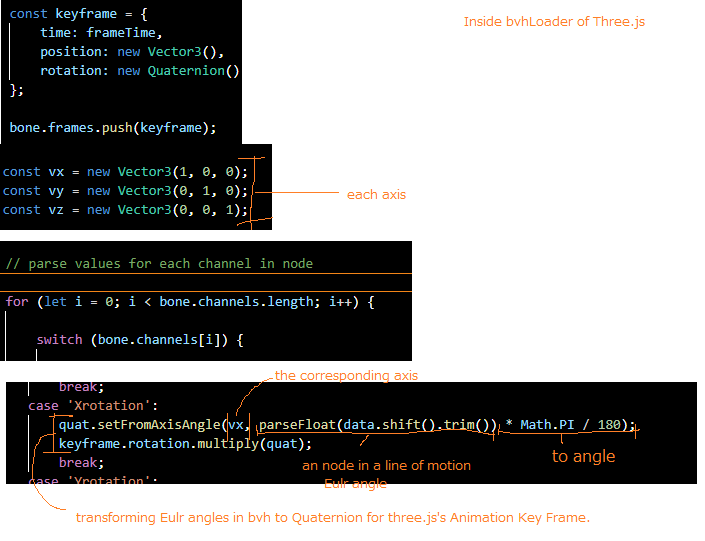 const keyframe = {
Inside bvhLoader of Three.js
time: frameTime,
position: new Vector3(),
rotation: new Quaternion()
};
bone.frames.push(keyframe);
const vx = new Vector3(1, 0, 0);
const vy = new Vector3(0, 1, 0);
each axis
const vz = new Vector3(0, 0, 1);
// parse values for each channel in node
for (let i = 0; i < bone.channels.length; i++) {
switch (bone.channels[i]) {
the corresponding axis
break;
case 'Xrotation':
quat.setFromAxisAngle(vx, parseFloat(data.shift().trim()) * Math.PI / 180);
keyframe.rotation.multiply(quat);
to angle
break;
an node in a line of motion
Eulr angle
case 'Yrotation':
transforming Eulr angles in bvh to Quaternion for three.js's Animation Key Frame.